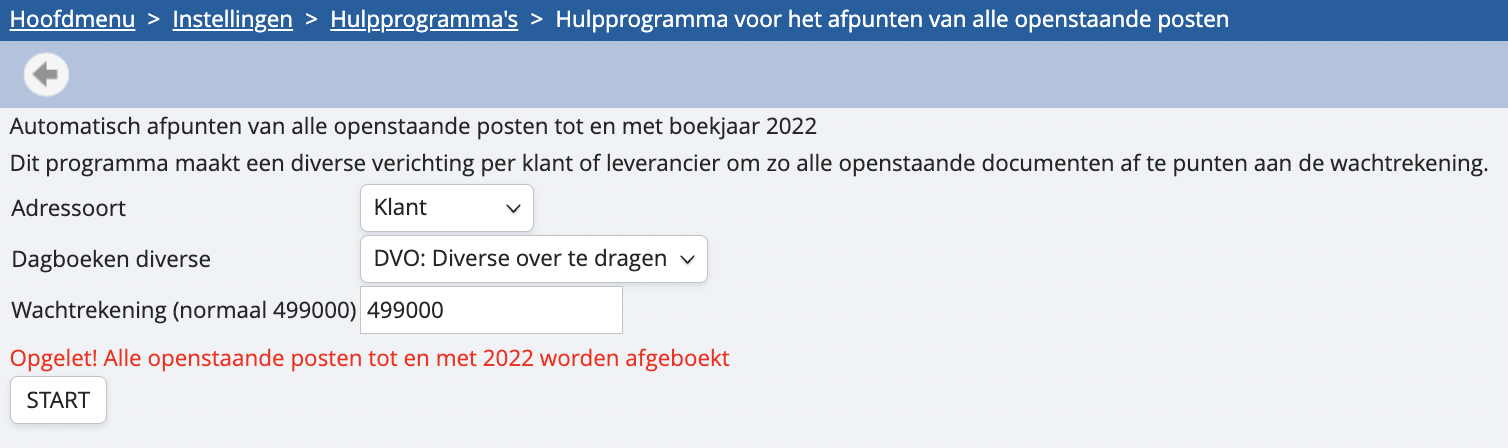 Hoofdmenu > Instellingen > Hulpprogramma's > Hulpprogramma voor het afpunten van alle openstaande posten
Automatisch afpunten van alle openstaande posten tot en met boekjaar 2022
Dit programma maakt een diverse verichting per klant of leverancier om zo alle openstaande documenten af te punten aan de wachtrekening.
Adressoort Klant
Dagboeken diverse DVO: Diverse over te dragen
Wachtrekening (normaal 499000) 499000
Opgelet! Alle openstaande posten tot en met 2022 worden afgeboekt
START